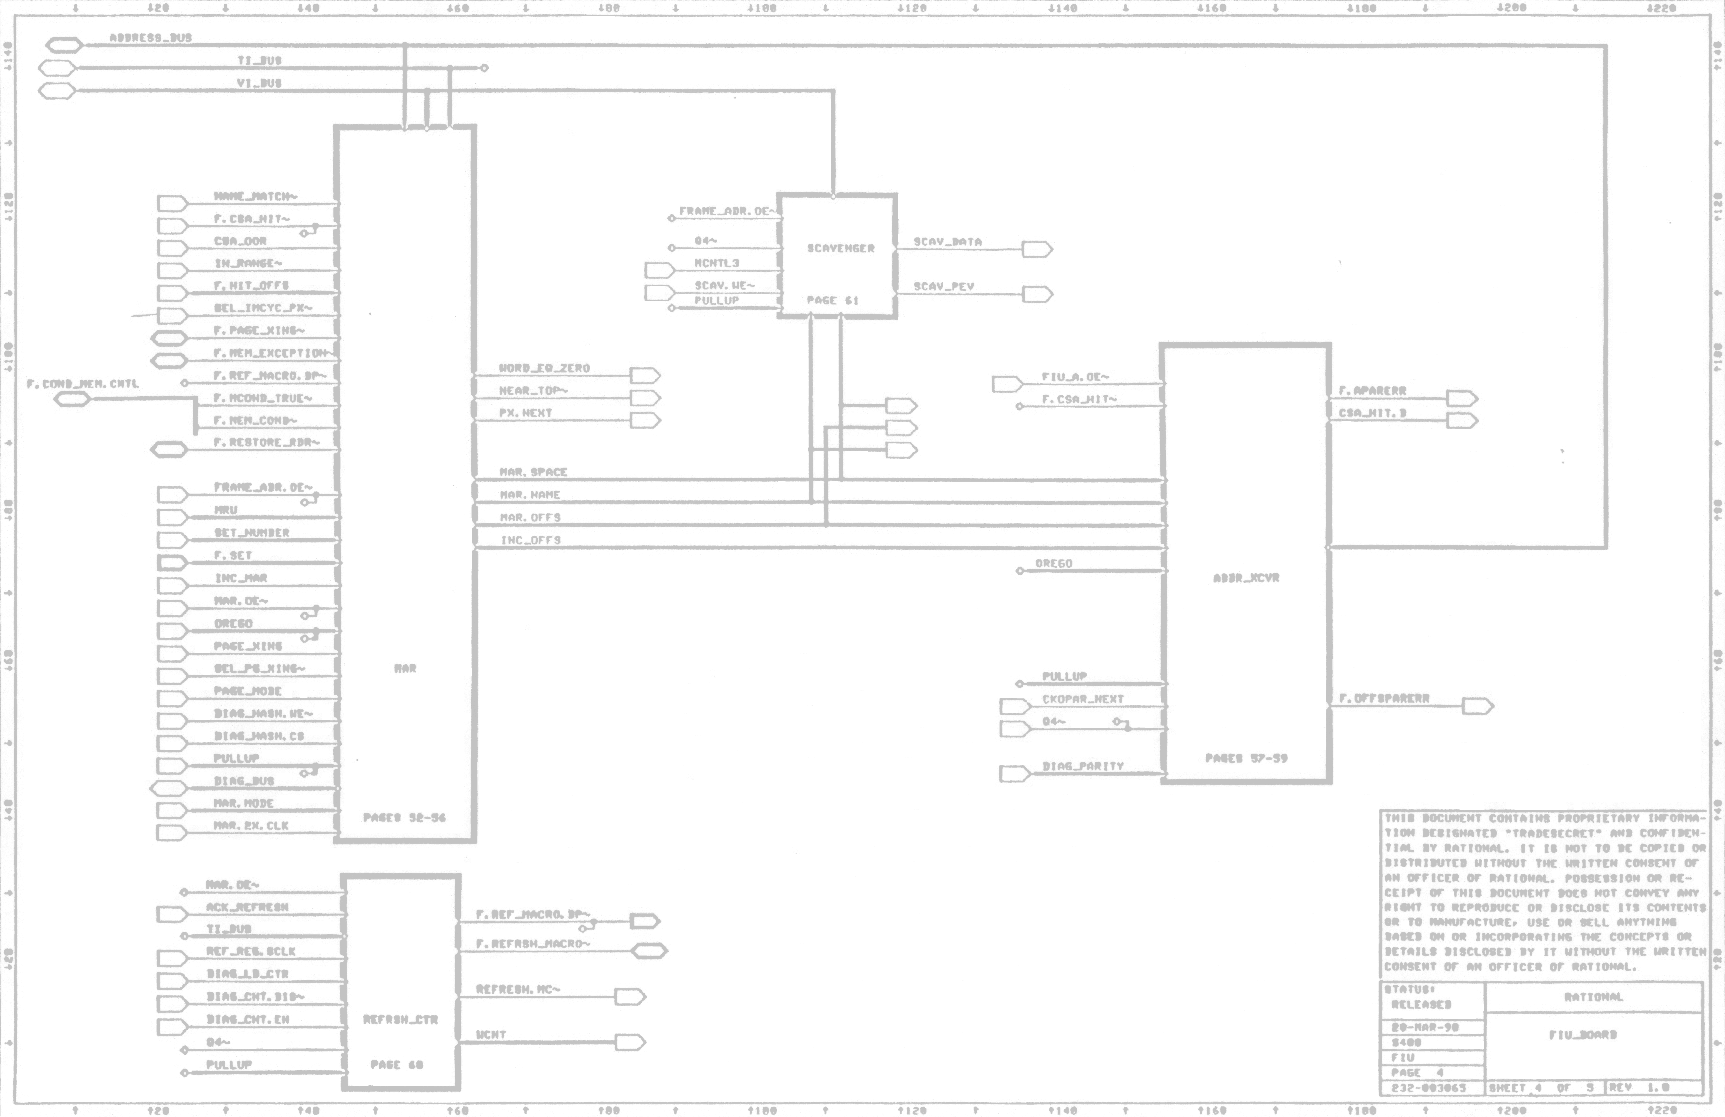 ADDRESS_BUS
TI_BUS
VI_BUS
NAME_MATCH~
F.CSA_HIT~
CSA_OOR
IN_RANGE~
F.HIT_OFFS
SEL_INCYC_PX~
F.PAGE_XING~
F.MEM_EXCEPTION~
F.REF_MACRO.DP~
F.COND_MEM.CNTL
F.MCOND_TRUE~
F.MEM_COND~
F.RESTORE_RDR~
FRAME_ADR.OE~
MRU
SET_NUMBER
F.SET
INC_MAR
MAR.OE~
OREGO
PAGE_XING
SEL_PG_XING~
PAGE_MODE
DIAG_HASH.WE~
DIAG_HASH.CS
PULLUP
DIAG_BUS
MAR.MODE
MAR.PX.CLK
MAR
PAGES 52-56
WORD_EQ_ZERO
NEAR_TOP~
PX.NEXT
MAR.SPACE
MAR.NAME
MAR.OFFS
INC_OFFS
FRAME_ADR.OE~
Q4~
MCNTL3
SCAV.WE~
PULLUP
SCAVENGER
PAGE 61
SCAV_DATA
SCAV_PEV
FIU_A.OE~
F.CSA_HIT~
OREGO
PULLUP
CKOPAR_NEXT
Q4~
DIAG_PARITY
ADDR_XCVR
PAGES 57-59
F.APARERR
CSA_HIT.B
F.OFFSPARERR
MAR.OE~
ACK_REFRESH
TI_BUS
REF_REG.SCLK
DIAG_LD_CTR
DIAG_CNT.DIS~
DIAG_CNT.EN
Q4~
PULLUP
REFRSH_CTR
PAGE 60
F.REF_MACRO.DP~
F.REFRSH_MACRO~
REFRESH.MC~
WCNT
THIS DOCUMENT CONTAINS PROPRIETARY INFORMA-
TION DESIGNATED "TRADESECRET" AND CONFIDEN-
TIAL BY RATIONAL. IT IS NOT TO BE COPIED OR
DISTRIBUTED WITHOUT THE WRITTEN CONSENT OF
AN OFFICER OF RATIONAL. POSSESSION OR RE-
CEIPT OF THIS DOCUMENT DOES NOT CONVEY ANY
RIGHT TO REPRODUCE OR DISCLOSE ITS CONTENTS
OR TO MANUFACTURE, USE OR SELL ANYTHING
BASED ON OR INCORPORATING THE CONCEPTS OR
DETAILS DISCLOSED BY IT WITHOUT THE WRITTEN
CONSENT OF AN OFFICER OF RATIONAL.
STATUS:
RELEASED
RATIONAL
20-MAR-90
FIU_BOARD
S400
FIU
PAGE 4
232-003065
SHEET 4 OF 5
REV 1.0